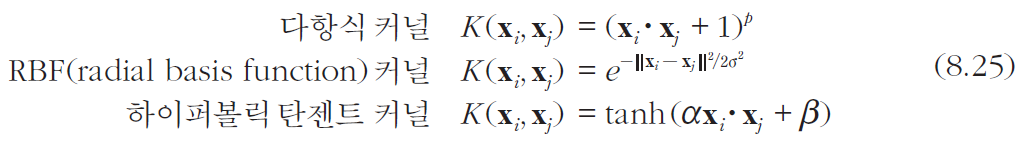 다항식 커널 K(𝐱ᵢ, 𝐱ⱼ) = (𝐱ᵢ · 𝐱ⱼ + 1)ᵖ
RBF(radial basis function) 커널 K(𝐱ᵢ, 𝐱ⱼ) = e^(−‖𝐱ᵢ − 𝐱ⱼ‖²/2σ²) (8.25)
하이퍼볼릭 탄젠트 커널 K(𝐱ᵢ, 𝐱ⱼ) = tanh(α𝐱ᵢ · 𝐱ⱼ + β)